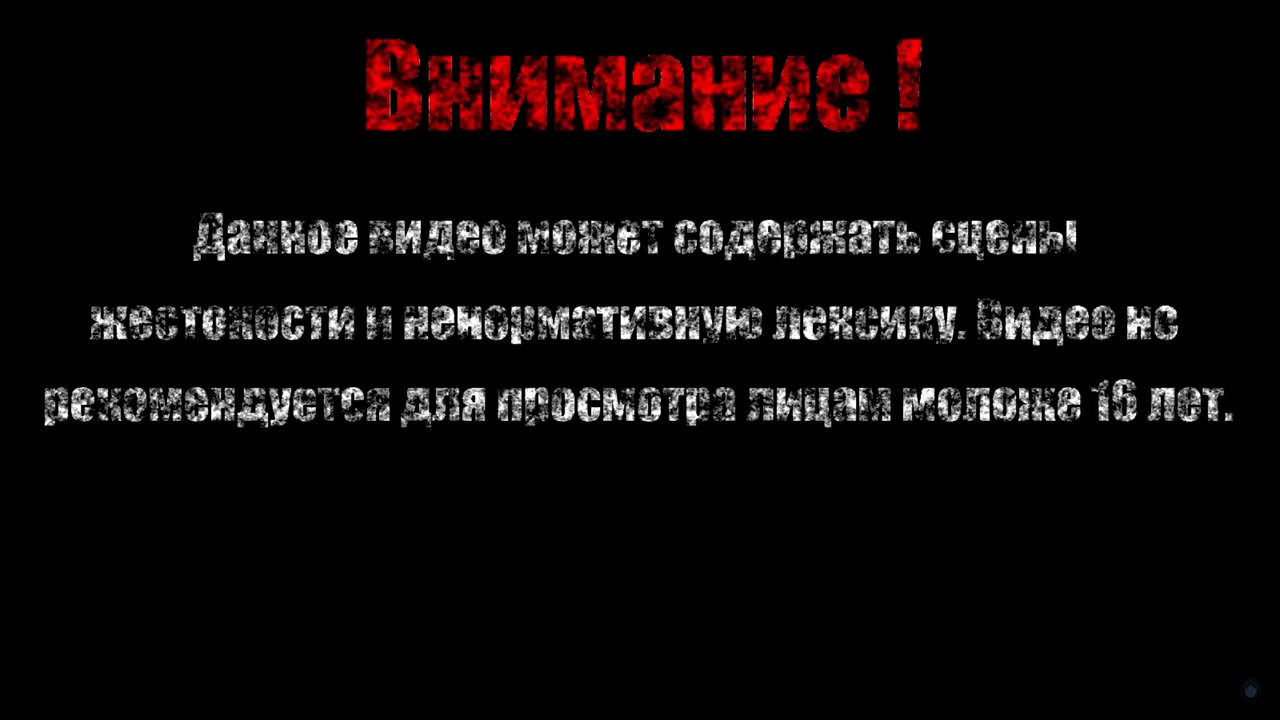 Внимание !
Данное видео может содержать сцены
жестокости и ненормативную лексику. Видео не
рекомендуется для просмотра лицам моложе 16 лет.